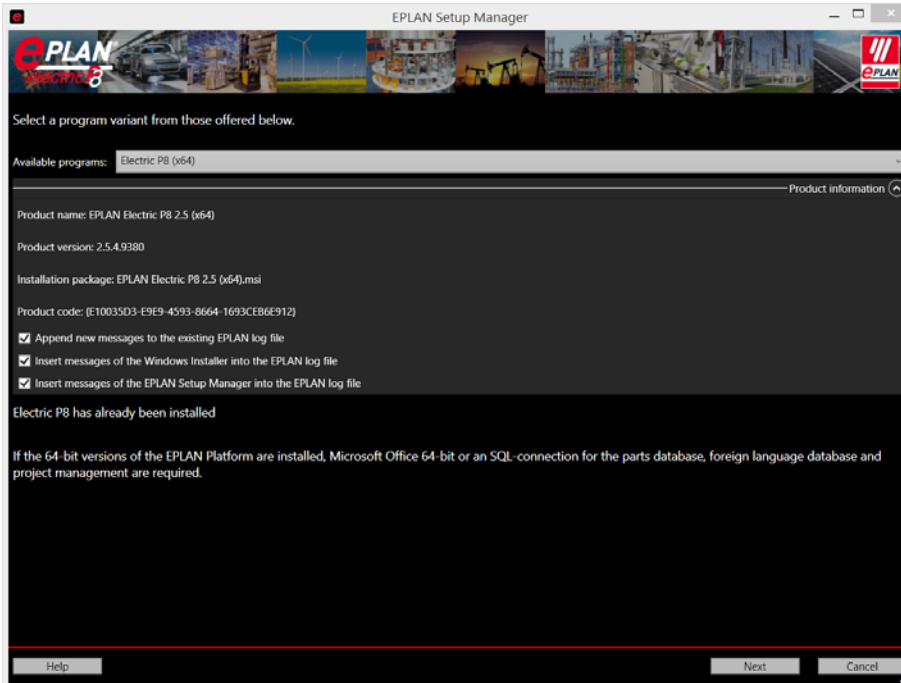 e
EPLAN Setup Manager
ePLAN
electric P8
ePLAN
Select a program variant from those offered below.
Available programs: Electric P8 (x64)
Product information
Product name: EPLAN Electric P8 2.5 (x64)
Product version: 2.5.4.9380
Installation package: EPLAN Electric P8 2.5 (x64).msi
Product code: {E10035D3-E9E9-4593-8664-1693CEB6E912}
Append new messages to the existing EPLAN log file
Insert messages of the Windows Installer into the EPLAN log file
Insert messages of the EPLAN Setup Manager into the EPLAN log file
Electric P8 has already been installed
If the 64-bit versions of the EPLAN Platform are installed, Microsoft Office 64-bit or an SQL-connection for the parts database, foreign language database and
project management are required.
Help Next Cancel